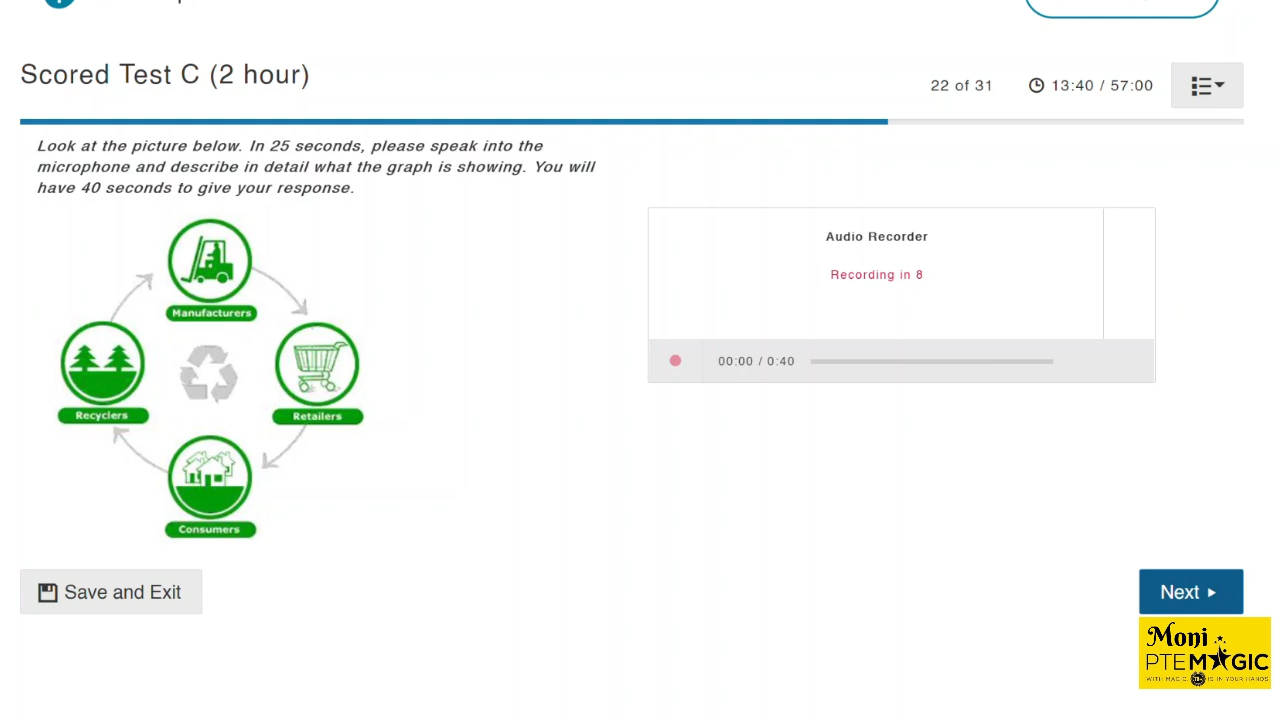 Scored Test C (2 hour)
22 of 31
13:40 / 57:00
Look at the picture below. In 25 seconds, please speak into the
microphone and describe in detail what the graph is showing. You will
have 40 seconds to give your response.
Manufacturers
Recyclers
Retailers
Consumers
Audio Recorder
Recording in 8
00:00 / 0:40
Save and Exit
Next
Moni
PTEMAGIC